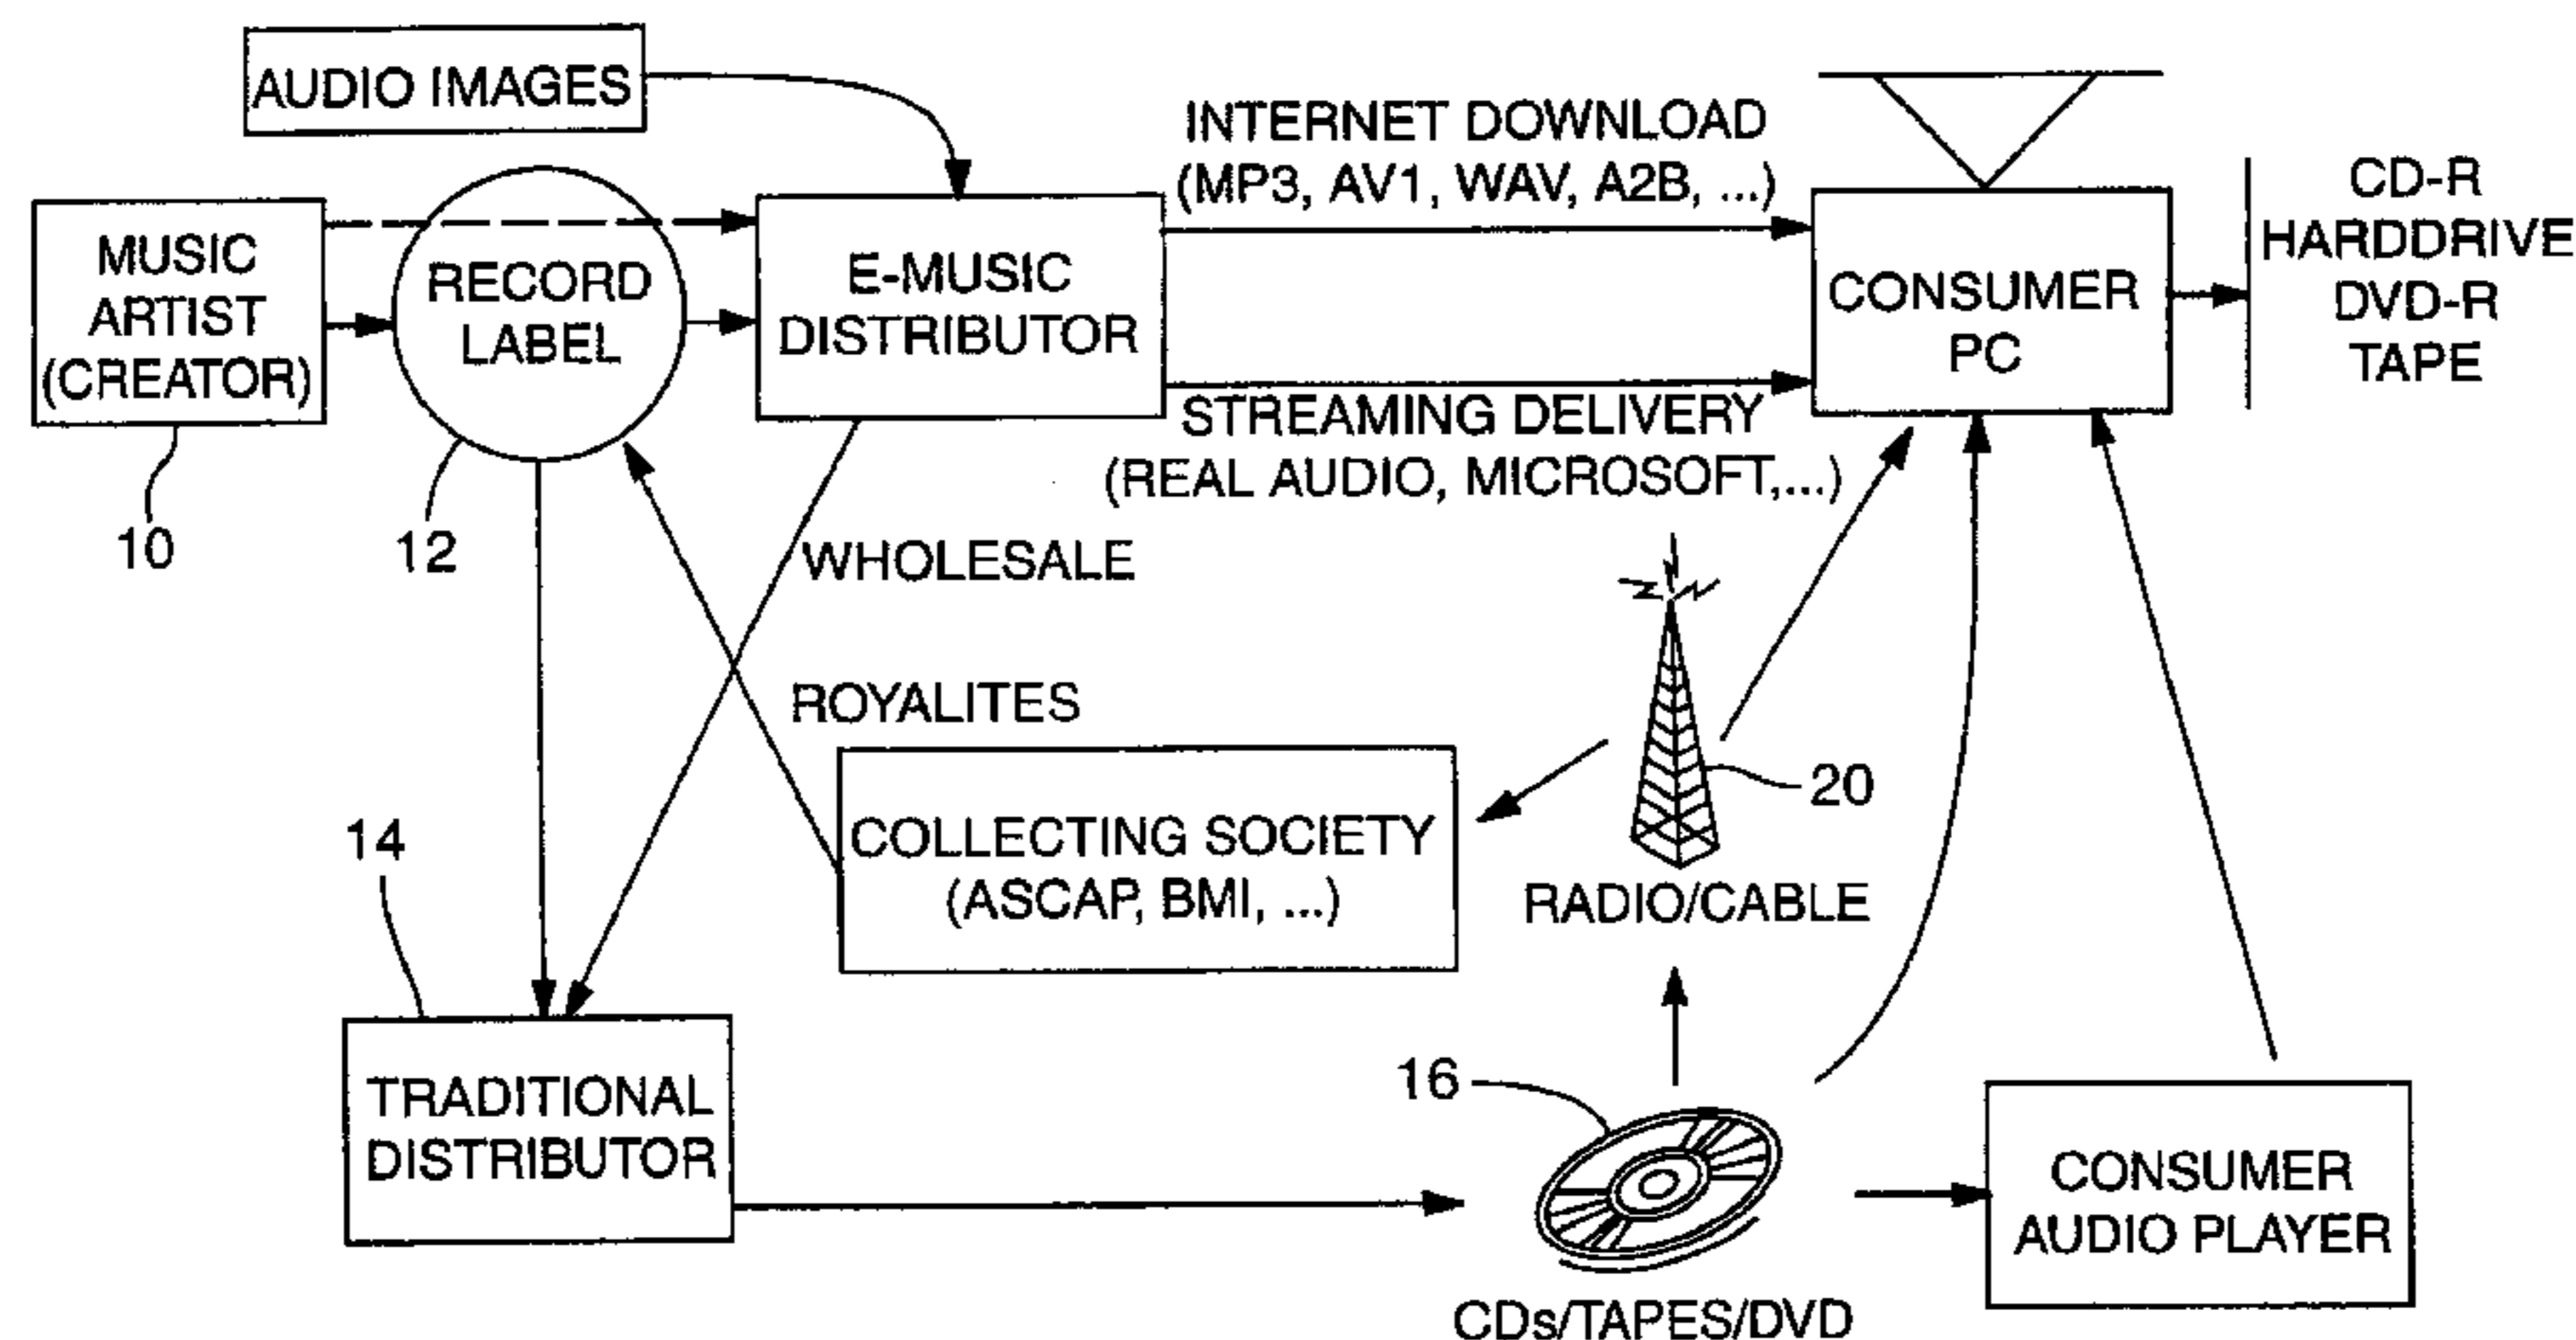 AUDIO IMAGES
INTERNET DOWNLOAD
(MP3, AV1, WAV, A2B, ...)
CD-R
HARDDRIVE
DVD-R
TAPE
MUSIC
ARTIST
(CREATOR)
RECORD
LABEL
E-MUSIC
DISTRIBUTOR
CONSUMER
PC
STREAMING DELIVERY
(REAL AUDIO, MICROSOFT,...)
10
12
WHOLESALE
ROYALITES
20
14
COLLECTING SOCIETY
(ASCAP, BMI, ...)
RADIO/CABLE
16
TRADITIONAL
DISTRIBUTOR
CONSUMER
AUDIO PLAYER
CDs/TAPES/DVD